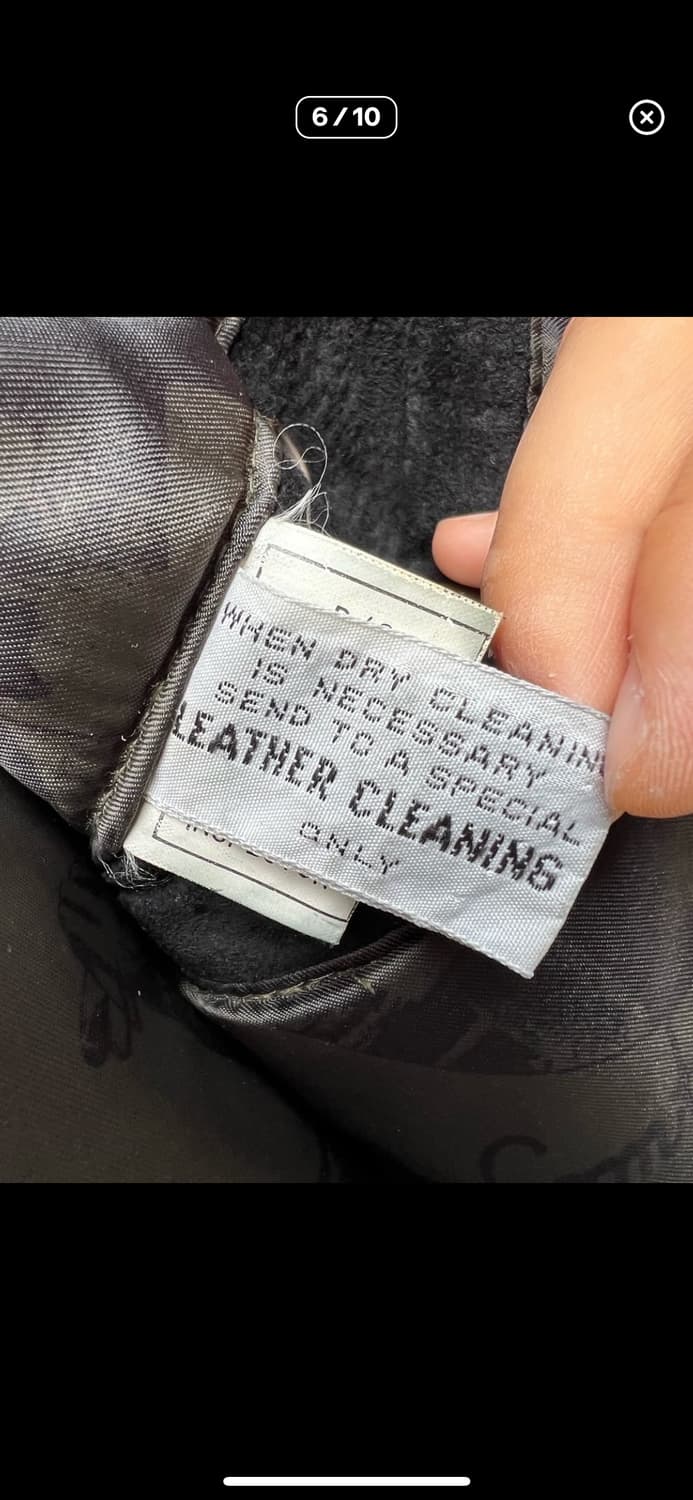 6/10
WHEN DRY CLEANING
IS NECESSARY
SEND TO A SPECIAL
LEATHER CLEANING
ONLY